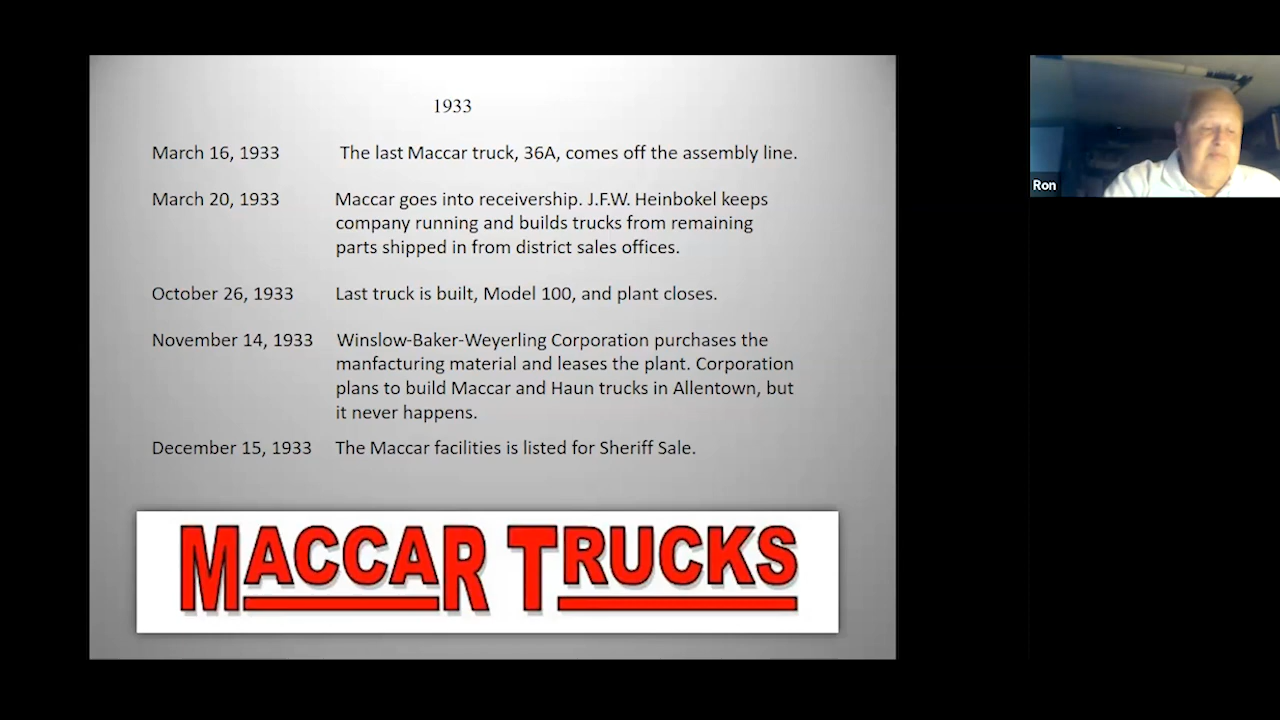 1933
March 16, 1933 The last Maccar truck, 36A, comes off the assembly line.
March 20, 1933 Maccar goes into receivership. J.F.W. Heinbokel keeps
company running and builds trucks from remaining
parts shipped in from district sales offices.
October 26, 1933 Last truck is built, Model 100, and plant closes.
November 14, 1933 Winslow-Baker-Weyerling Corporation purchases the
manfacturing material and leases the plant. Corporation
plans to build Maccar and Haun trucks in Allentown, but
it never happens.
December 15, 1933 The Maccar facilities is listed for Sheriff Sale.
MACCAR TRUCKS
Ron